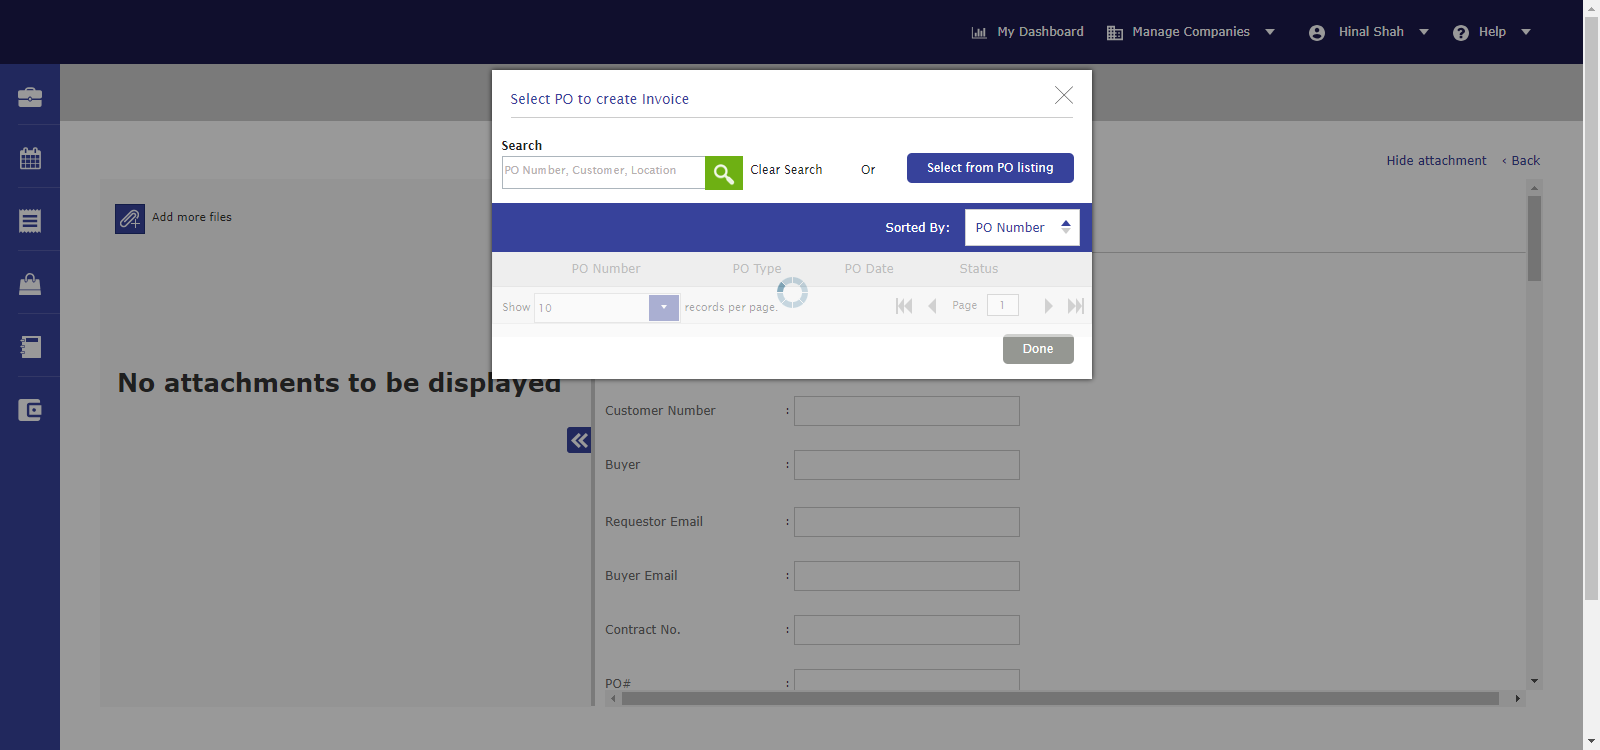 My Dashboard
Manage Companies
Hinal Shah
Help
Select PO to create Invoice
Search
PO Number, Customer, Location
Clear Search
Or
Select from PO listing
Hide attachment
‹ Back
Add more files
Sorted By:
PO Number
PO Number
PO Type
PO Date
Status
Show
10
records per page.
Page
1
Done
No attachments to be displayed
Customer Number :
Buyer :
Requestor Email :
Buyer Email :
Contract No. :
PO# :